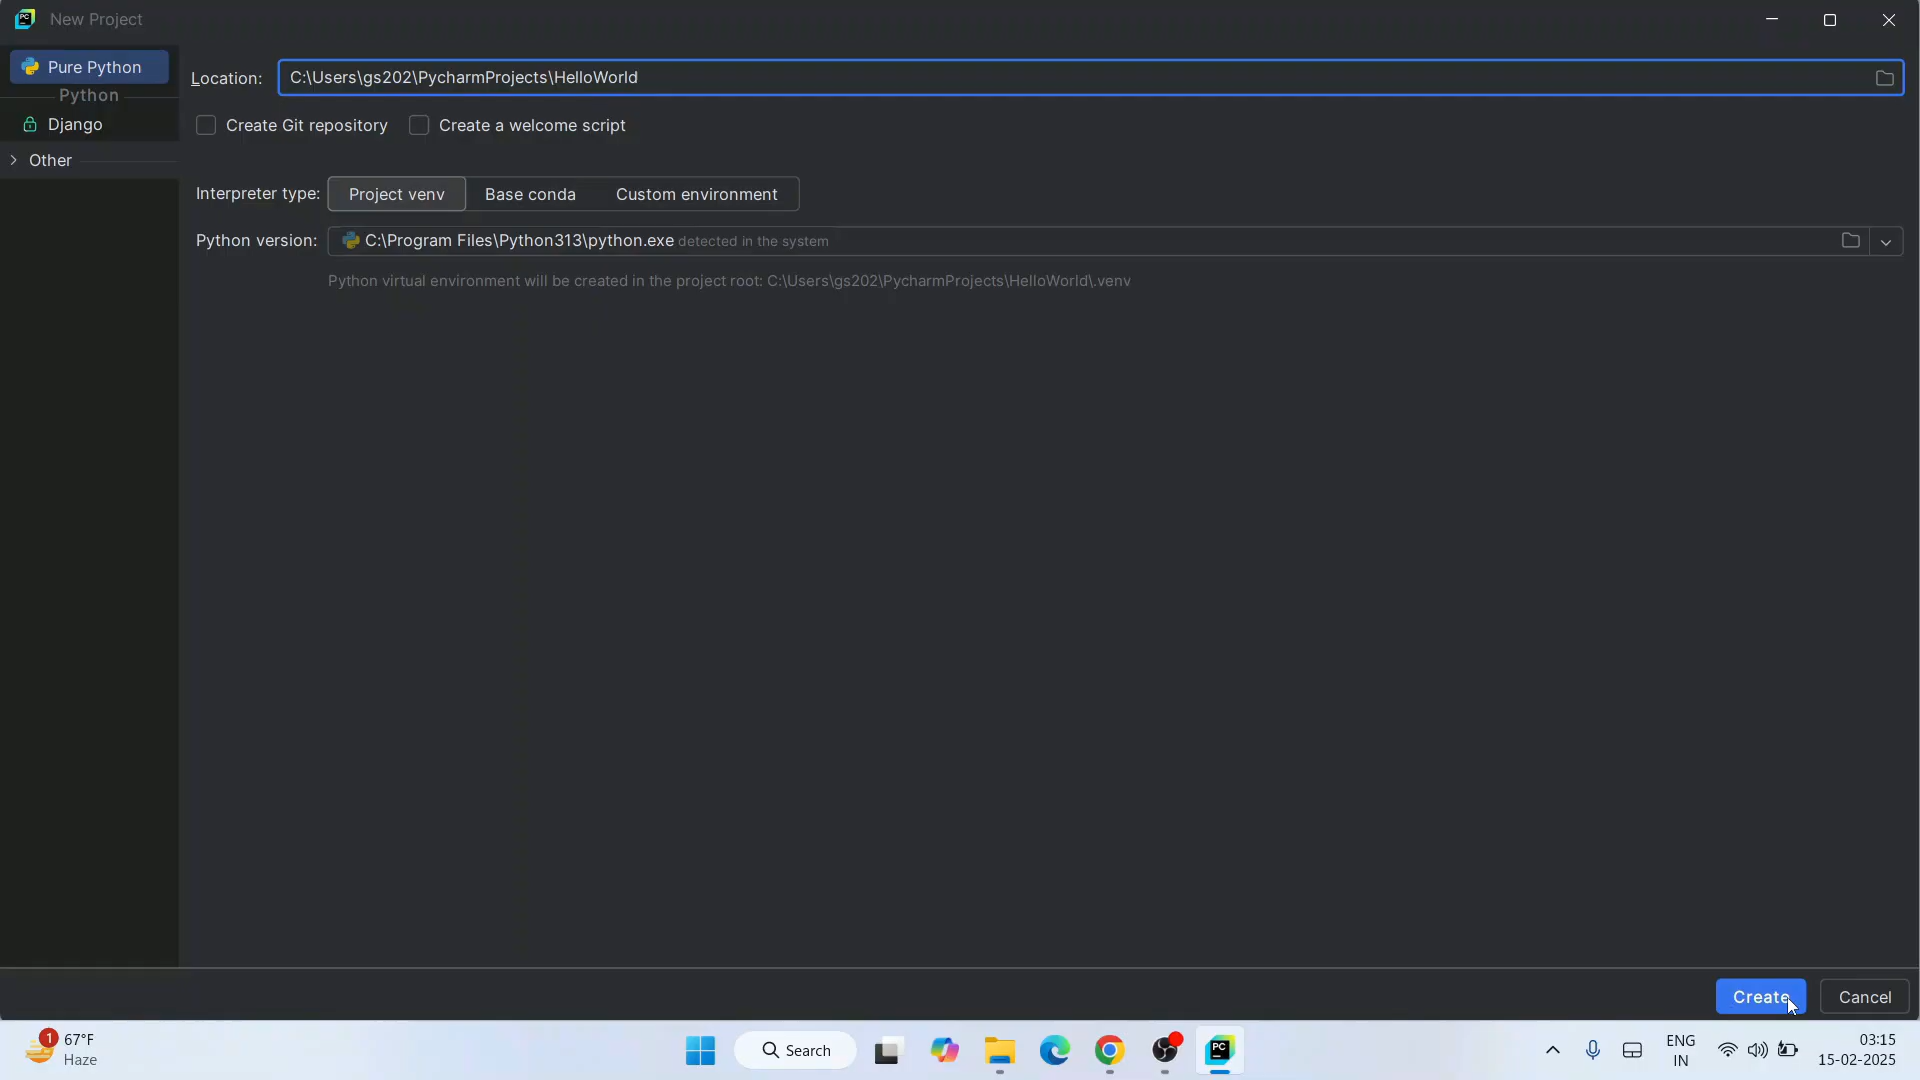 New Project
Pure Python
Python
Django
Other
Location: C:\Users\gs202\PycharmProjects\HelloWorld
Create Git repository Create a welcome script
Interpreter type: Project venv Base conda Custom environment
Python version: C:\Program Files\Python313\python.exe detected in the system
Python virtual environment will be created in the project root: C:\Users\gs202\PycharmProjects\HelloWorld\.venv
Create Cancel
1 67°F
Haze
Search
PC
ENG
IN
03:15
15-02-2025